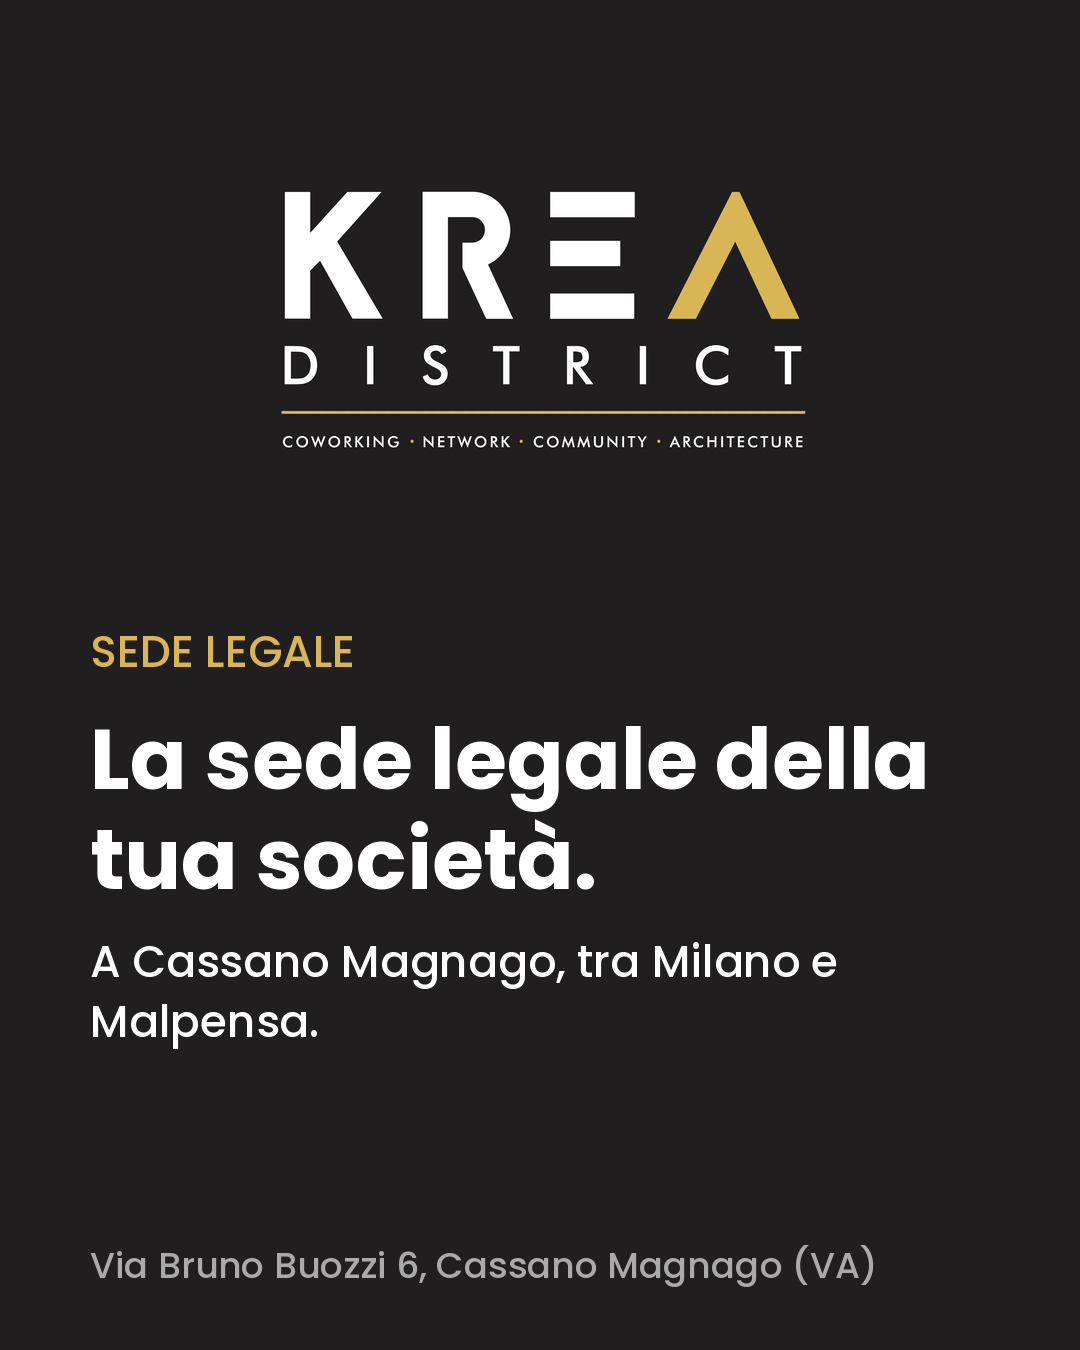 KREA
DISTRICT
COWORKING · NETWORK · COMMUNITY · ARCHITECTURE
SEDE LEGALE
La sede legale della
tua società.
A Cassano Magnago, tra Milano e
Malpensa.
Via Bruno Buozzi 6, Cassano Magnago (VA)